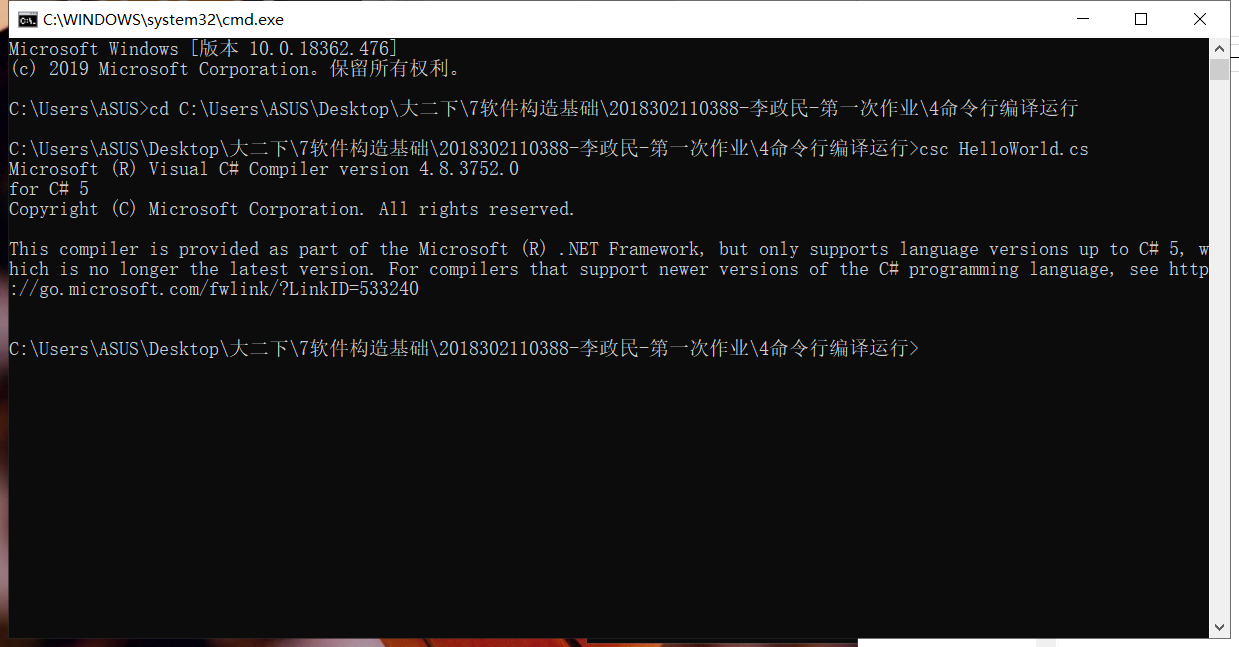 C:\WINDOWS\system32\cmd.exe
Microsoft Windows [版本 10.0.18362.476]
(c) 2019 Microsoft Corporation。保留所有权利。
C:\Users\ASUS>cd C:\Users\ASUS\Desktop\大二下\7软件构造基础\2018302110388-李政民-第一次作业\4命令行编译运行
C:\Users\ASUS\Desktop\大二下\7软件构造基础\2018302110388-李政民-第一次作业\4命令行编译运行>csc HelloWorld.cs
Microsoft (R) Visual C# Compiler version 4.8.3752.0
for C# 5
Copyright (C) Microsoft Corporation. All rights reserved.
This compiler is provided as part of the Microsoft (R) .NET Framework, but only supports language versions up to C# 5, w
hich is no longer the latest version. For compilers that support newer versions of the C# programming language, see http
://go.microsoft.com/fwlink/?LinkID=533240
C:\Users\ASUS\Desktop\大二下\7软件构造基础\2018302110388-李政民-第一次作业\4命令行编译运行>